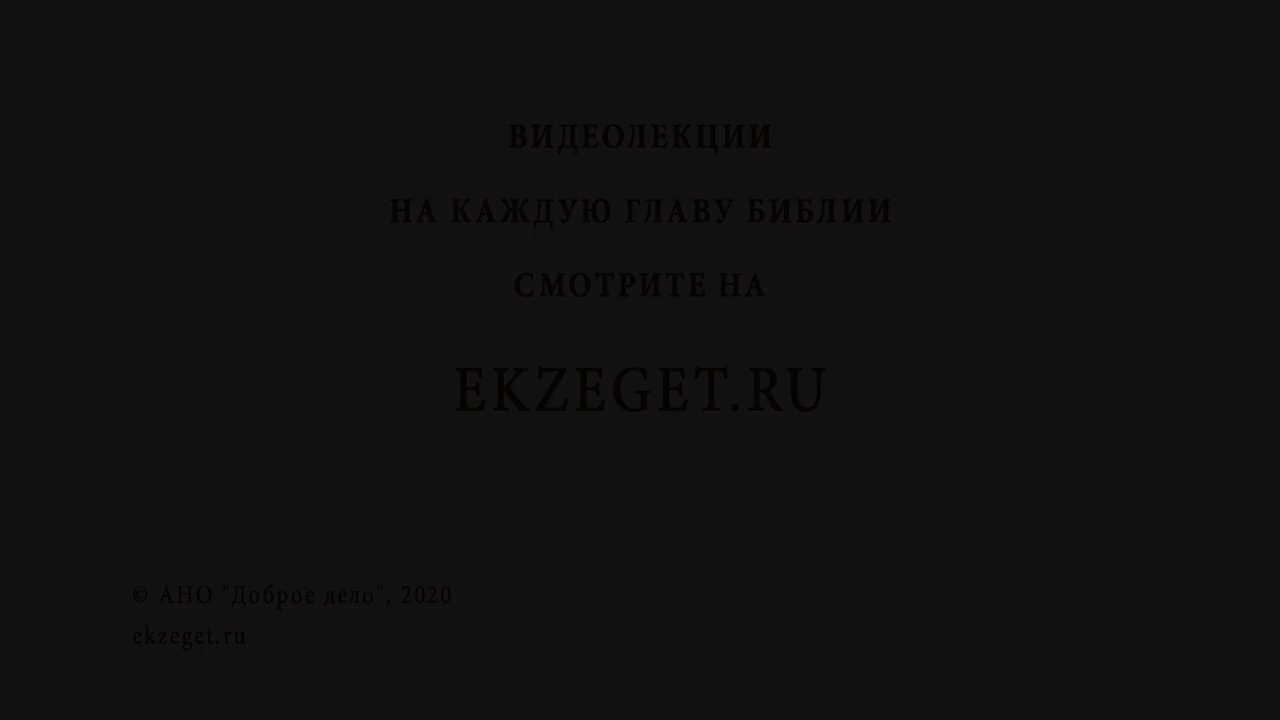 ВИДЕОЛЕКЦИИ
НА КАЖДУЮ ГЛАВУ БИБЛИИ
СМОТРИТЕ НА
EKZEGET.RU
© АНО "Доброе дело", 2020
ekzeget.ru